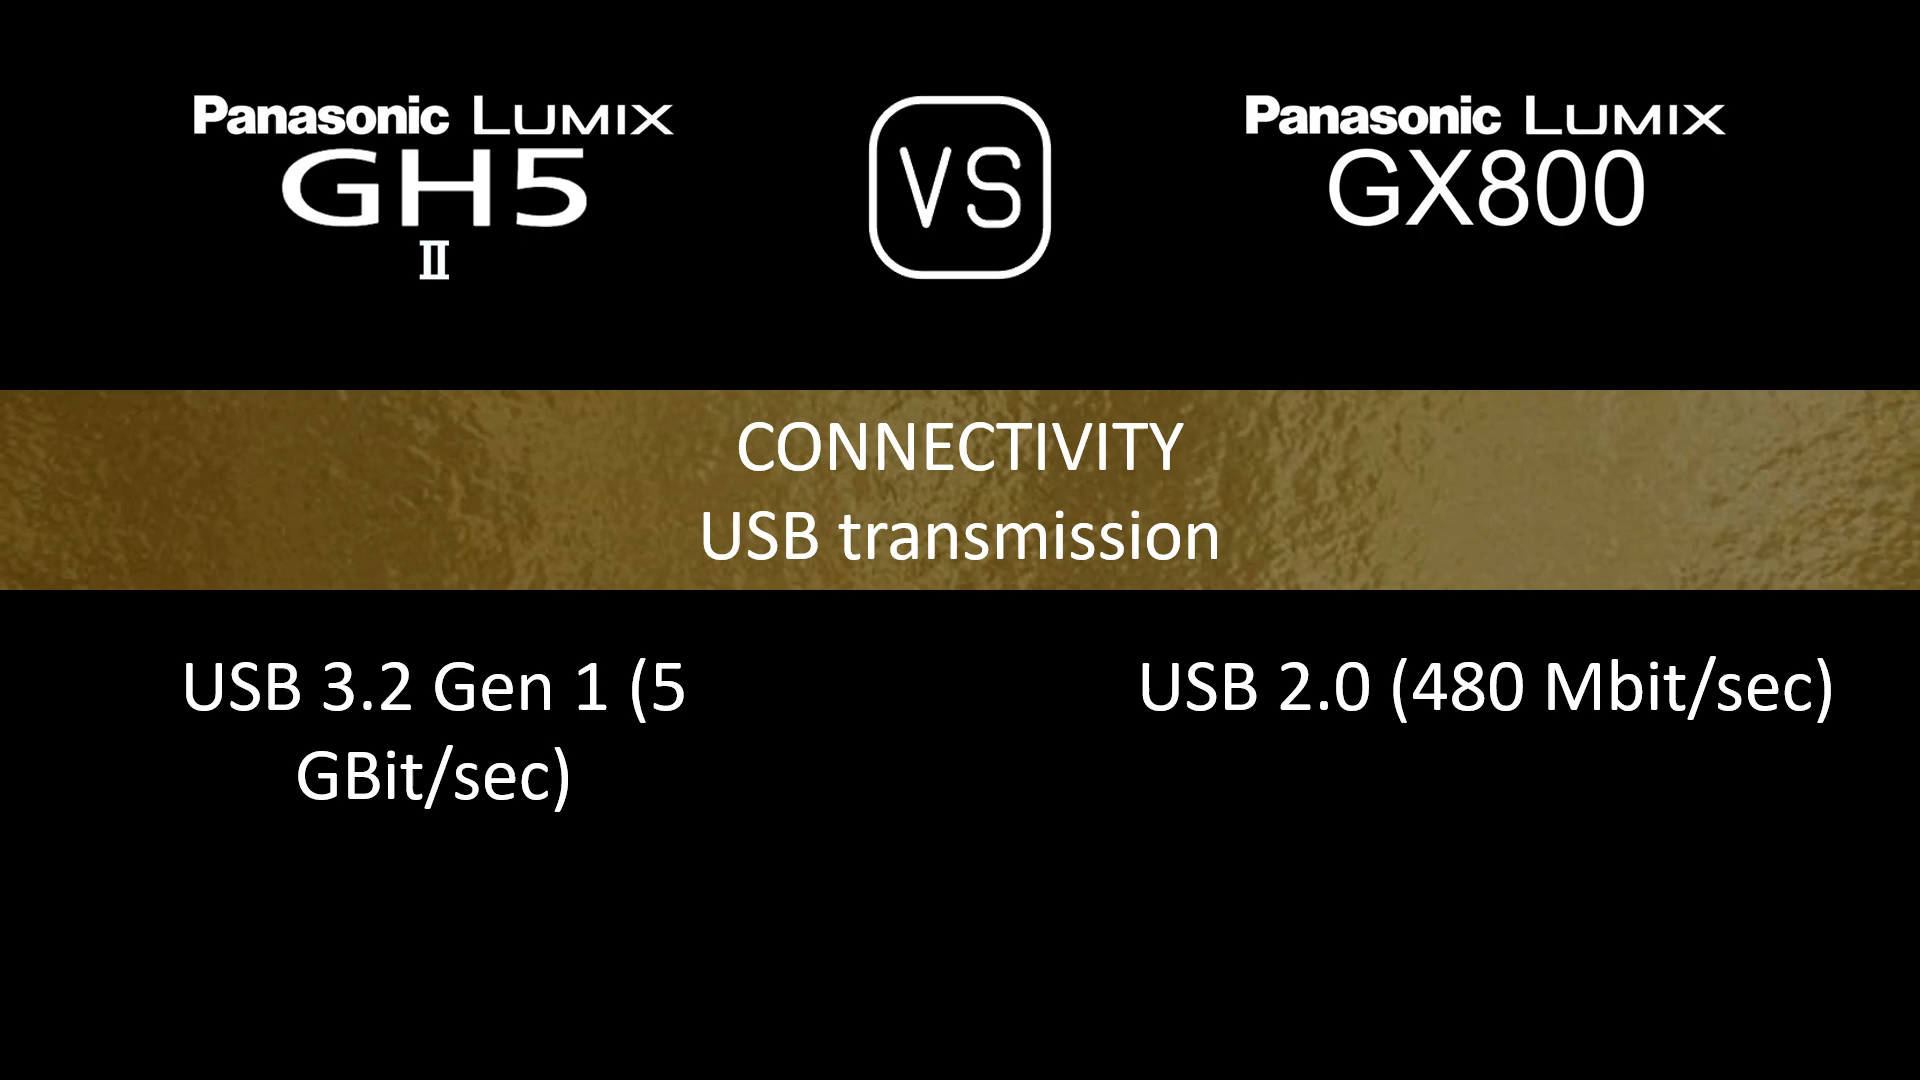 Panasonic LUMIX
GH5
II
VS
Panasonic LUMIX
GX800
CONNECTIVITY
USB transmission
USB 3.2 Gen 1 (5
GBit/sec)
USB 2.0 (480 Mbit/sec)